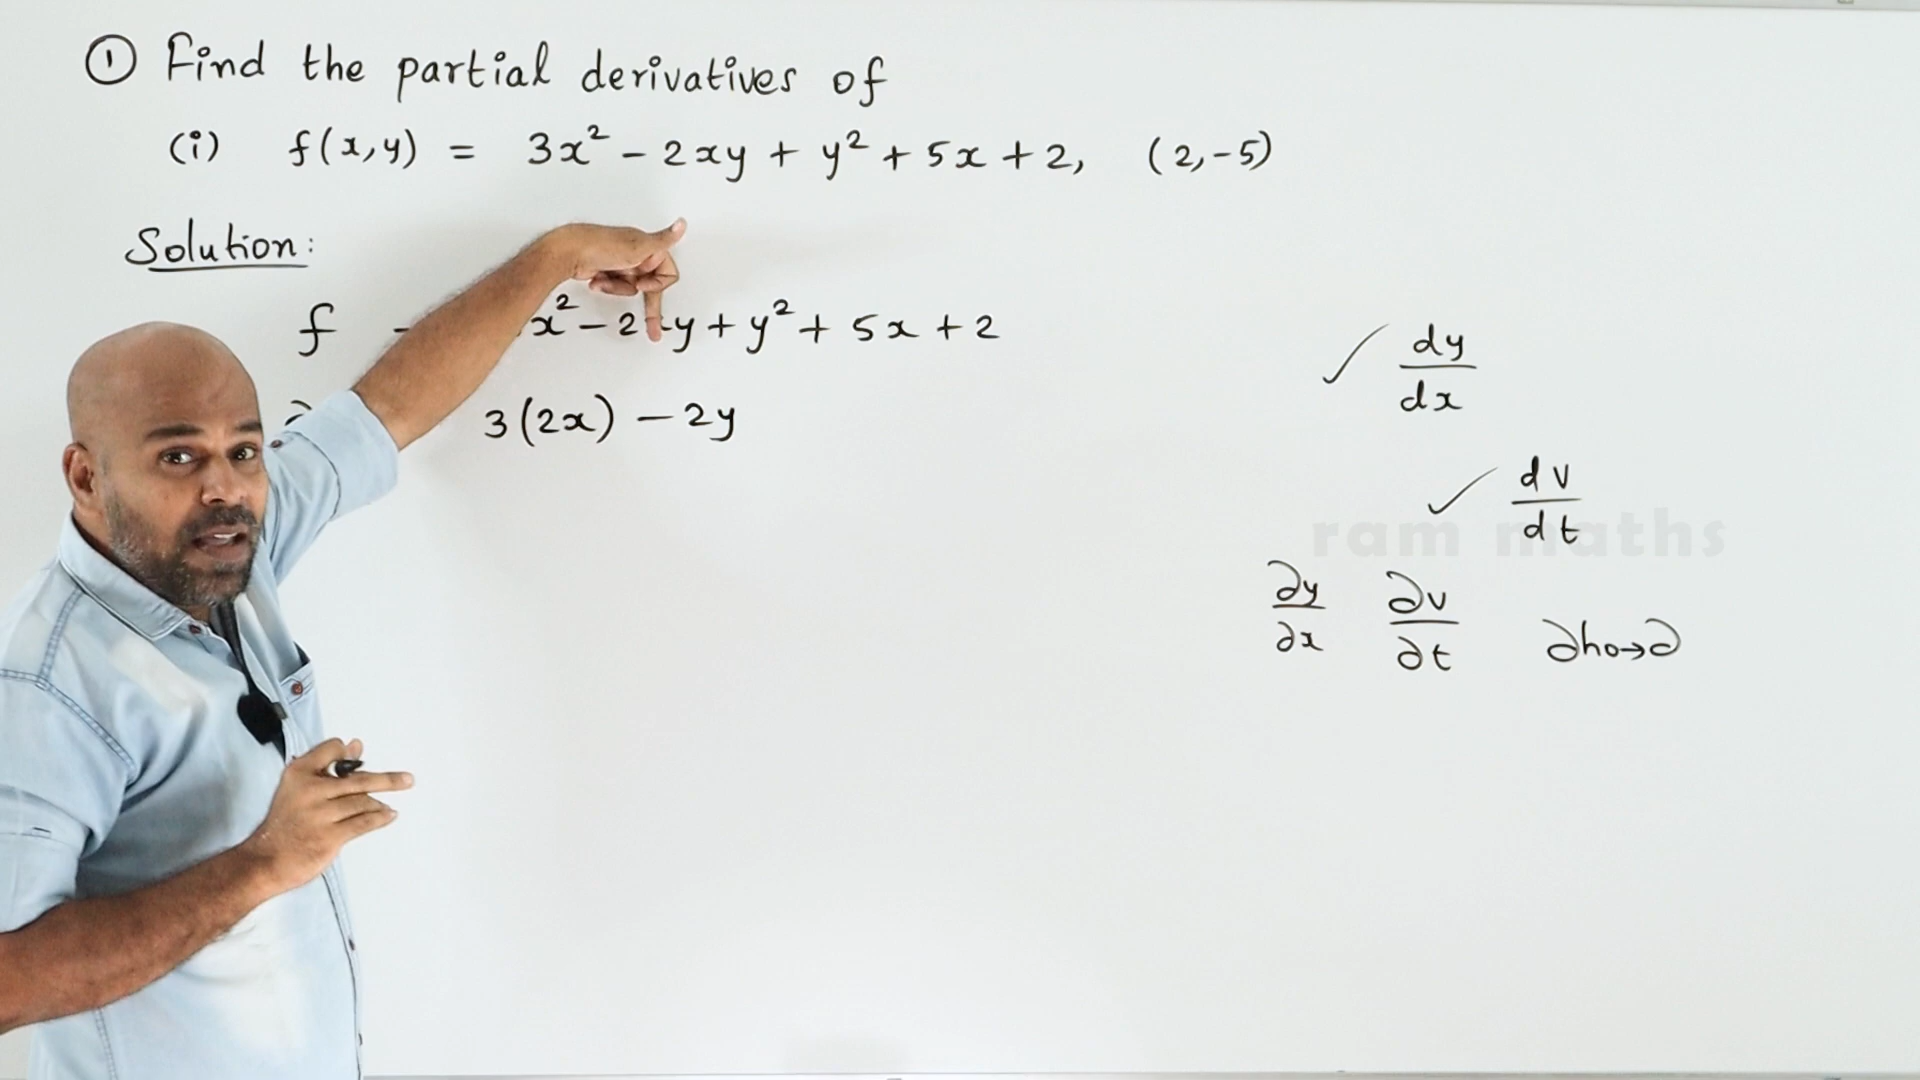 ① Find the partial derivatives of
(i) f(x,y) = 3x² - 2xy + y² + 5x + 2, (2,-5)
Solution:
f x² - 2 y + y² + 5x + 2
3(2x) - 2y
✓ dy/dx
✓ dv/dt
ram maths
∂y/∂x ∂v/∂t ∂ho→∂